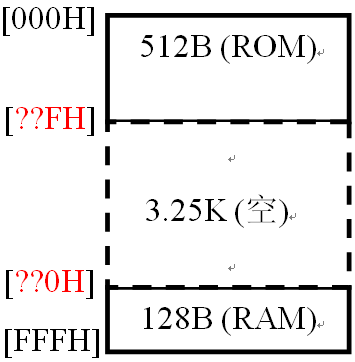 [000H]
512B (ROM)↵
[??FH]
↵
3.25K (空)↵
↵
[??0H]
128B (RAM)↵
[FFFH]